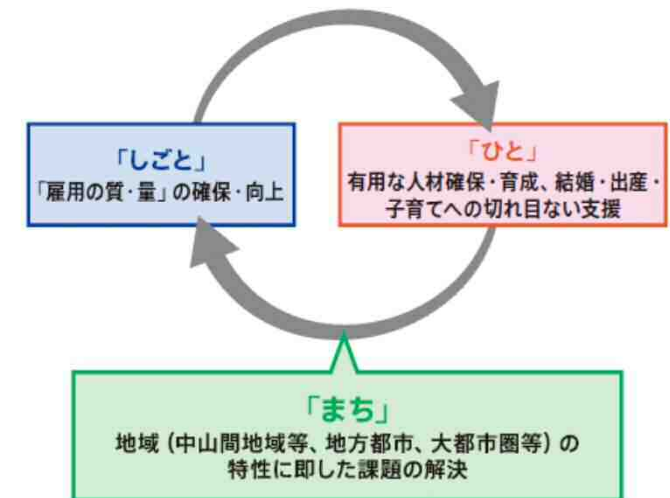 「しごと」
「雇用の質・量」の確保・向上
「ひと」
有用な人材確保・育成、結婚・出産・
子育てへの切れ目ない支援
「まち」
地域（中山間地域等、地方都市、大都市圏等）の
特性に即した課題の解決